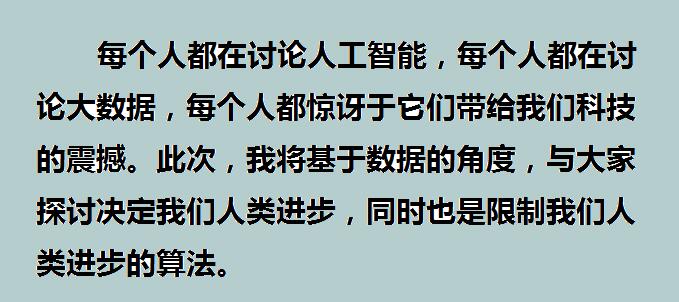 每个人都在讨论人工智能，每个人都在讨
论大数据，每个人都惊讶于它们带给我们科技
的震撼。此次，我将基于数据的角度，与大家
探讨决定我们人类进步，同时也是限制我们人
类进步的算法。